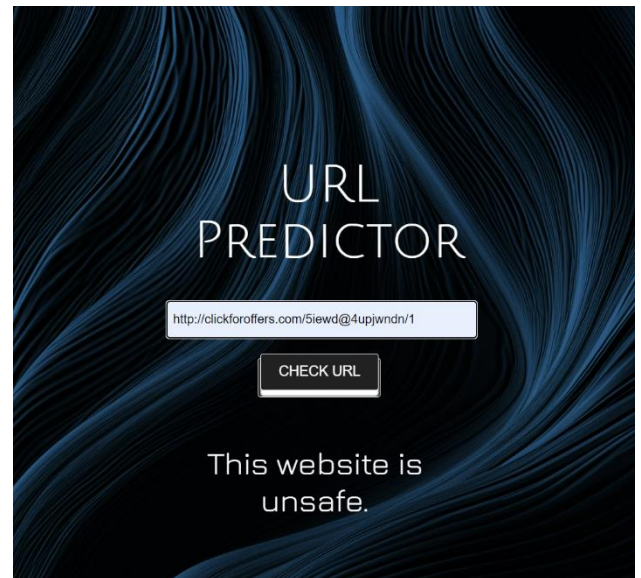 URL
PREDICTOR
http://clickforoffers.com/5iewd@4upjwndn/1
CHECK URL
This website is
unsafe.